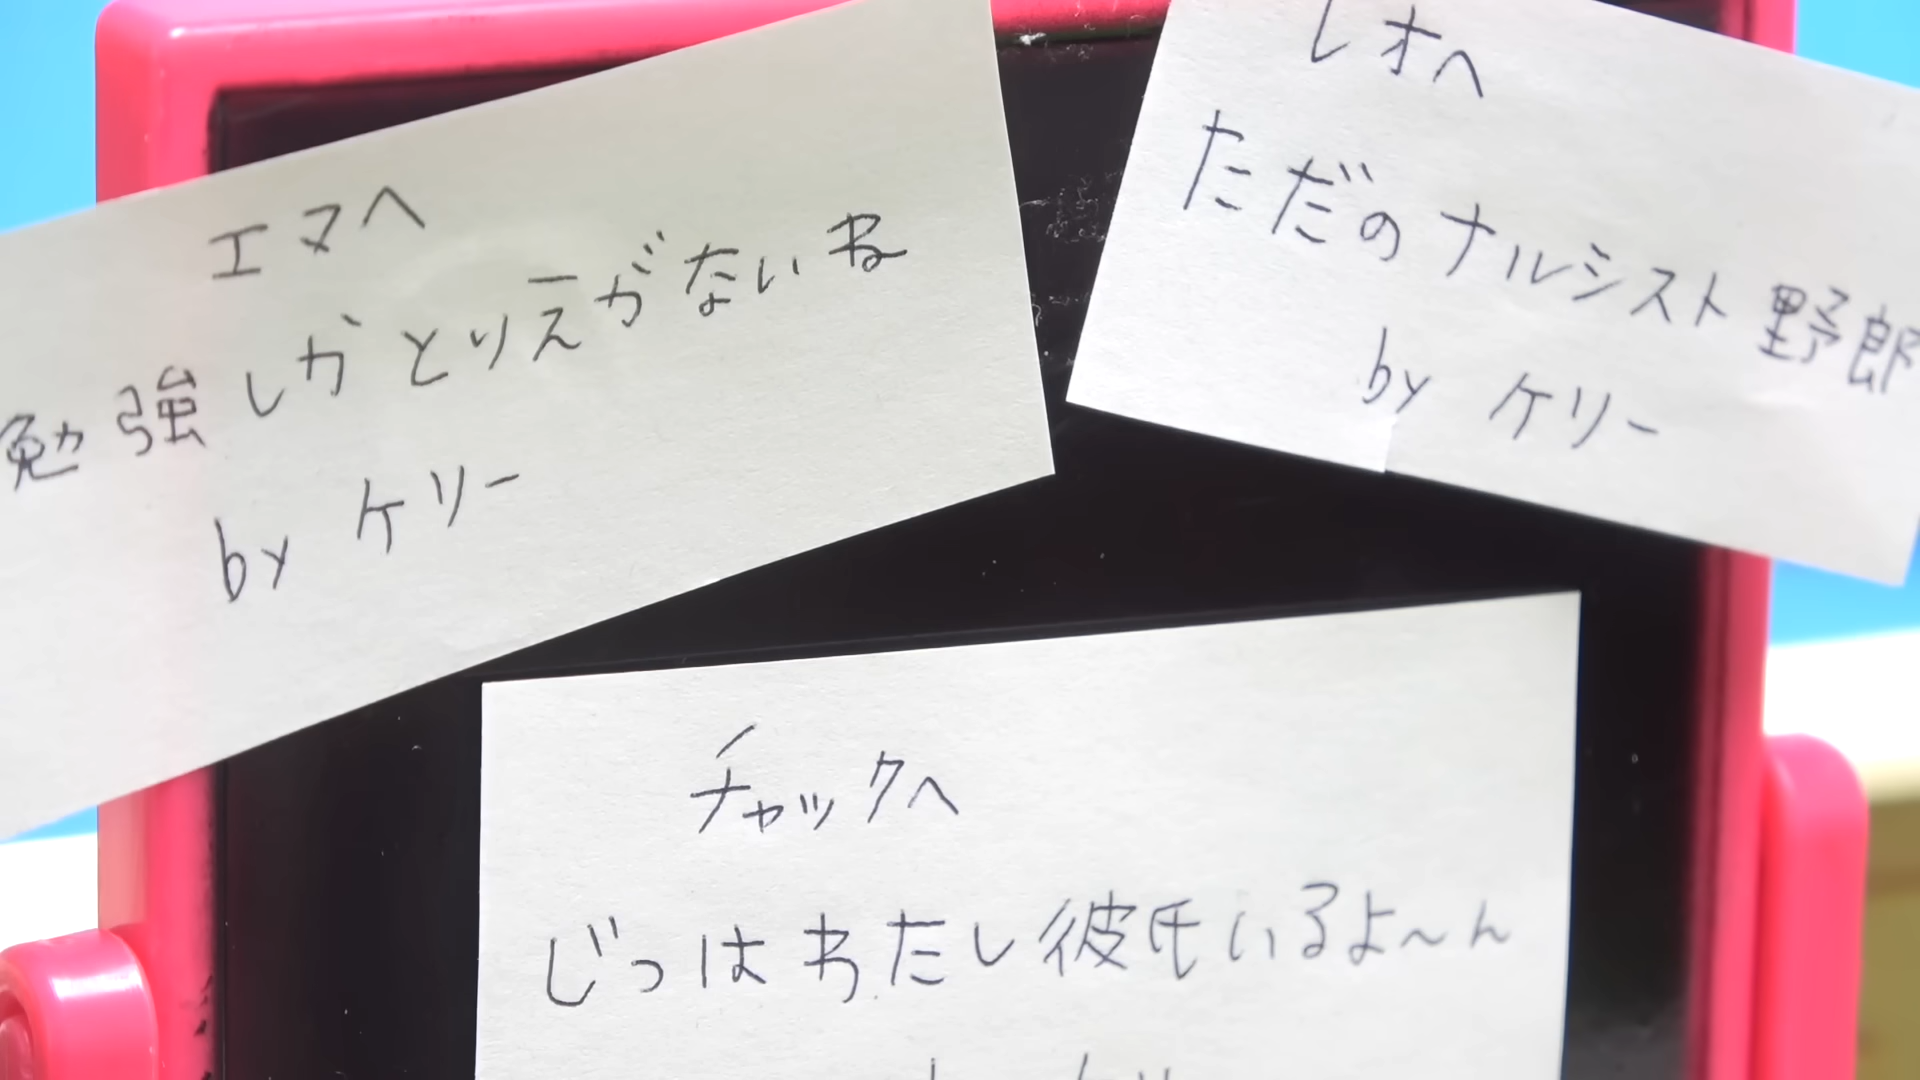 エマへ
勉強しかとりえがないね
by ケリー
レオへ
ただのナルシスト野郎
by ケリー
チャックへ
じつはわたし彼氏いるよ～ん